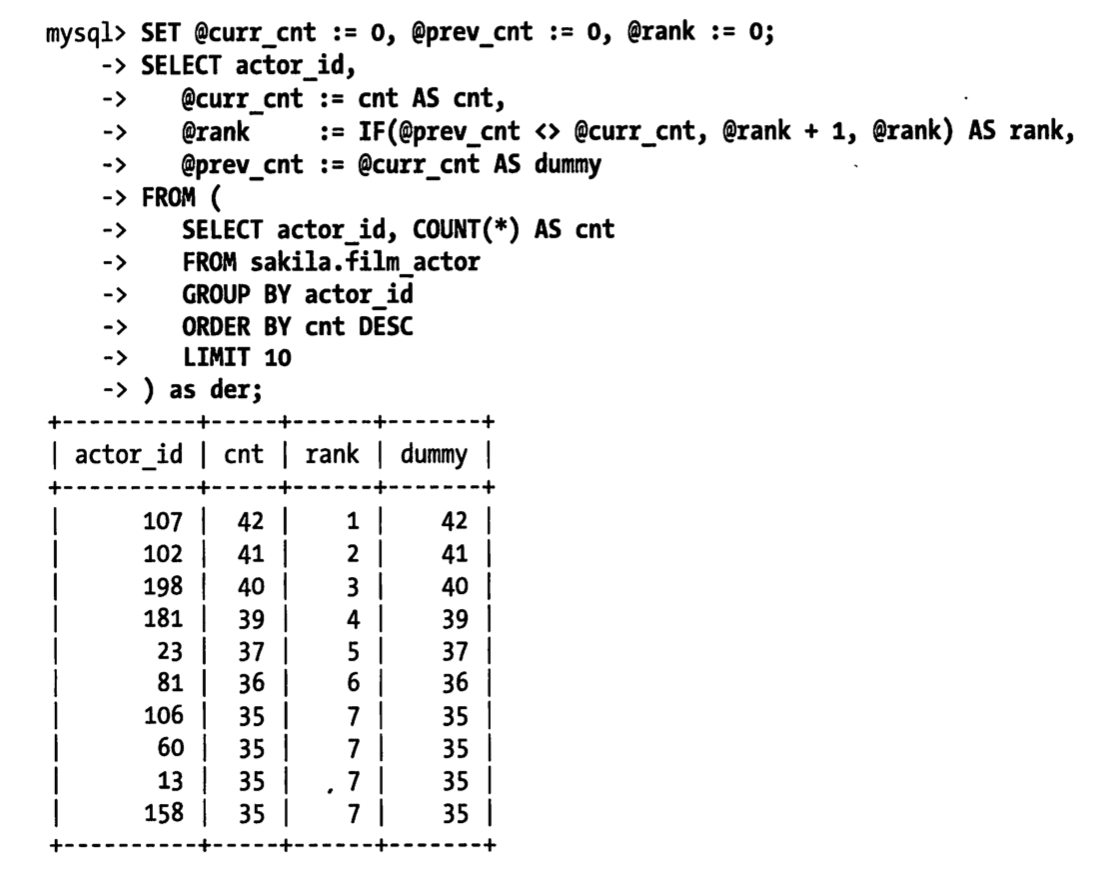 mysql> SET @curr_cnt := 0, @prev_cnt := 0, @rank := 0;
    -> SELECT actor_id,
    ->    @curr_cnt := cnt AS cnt,
    ->    @rank     := IF(@prev_cnt <> @curr_cnt, @rank + 1, @rank) AS rank,
    ->    @prev_cnt := @curr_cnt AS dummy
    -> FROM (
    ->    SELECT actor_id, COUNT(*) AS cnt
    ->    FROM sakila.film_actor
    ->    GROUP BY actor_id
    ->    ORDER BY cnt DESC
    ->    LIMIT 10
    -> ) as der;
+----------+-----+------+-------+
| actor_id | cnt | rank | dummy |
+----------+-----+------+-------+
|      107 |  42 |    1 |    42 |
|      102 |  41 |    2 |    41 |
|      198 |  40 |    3 |    40 |
|      181 |  39 |    4 |    39 |
|       23 |  37 |    5 |    37 |
|       81 |  36 |    6 |    36 |
|      106 |  35 |    7 |    35 |
|       60 |  35 |    7 |    35 |
|       13 |  35 |    7 |    35 |
|      158 |  35 |    7 |    35 |
+----------+-----+------+-------+